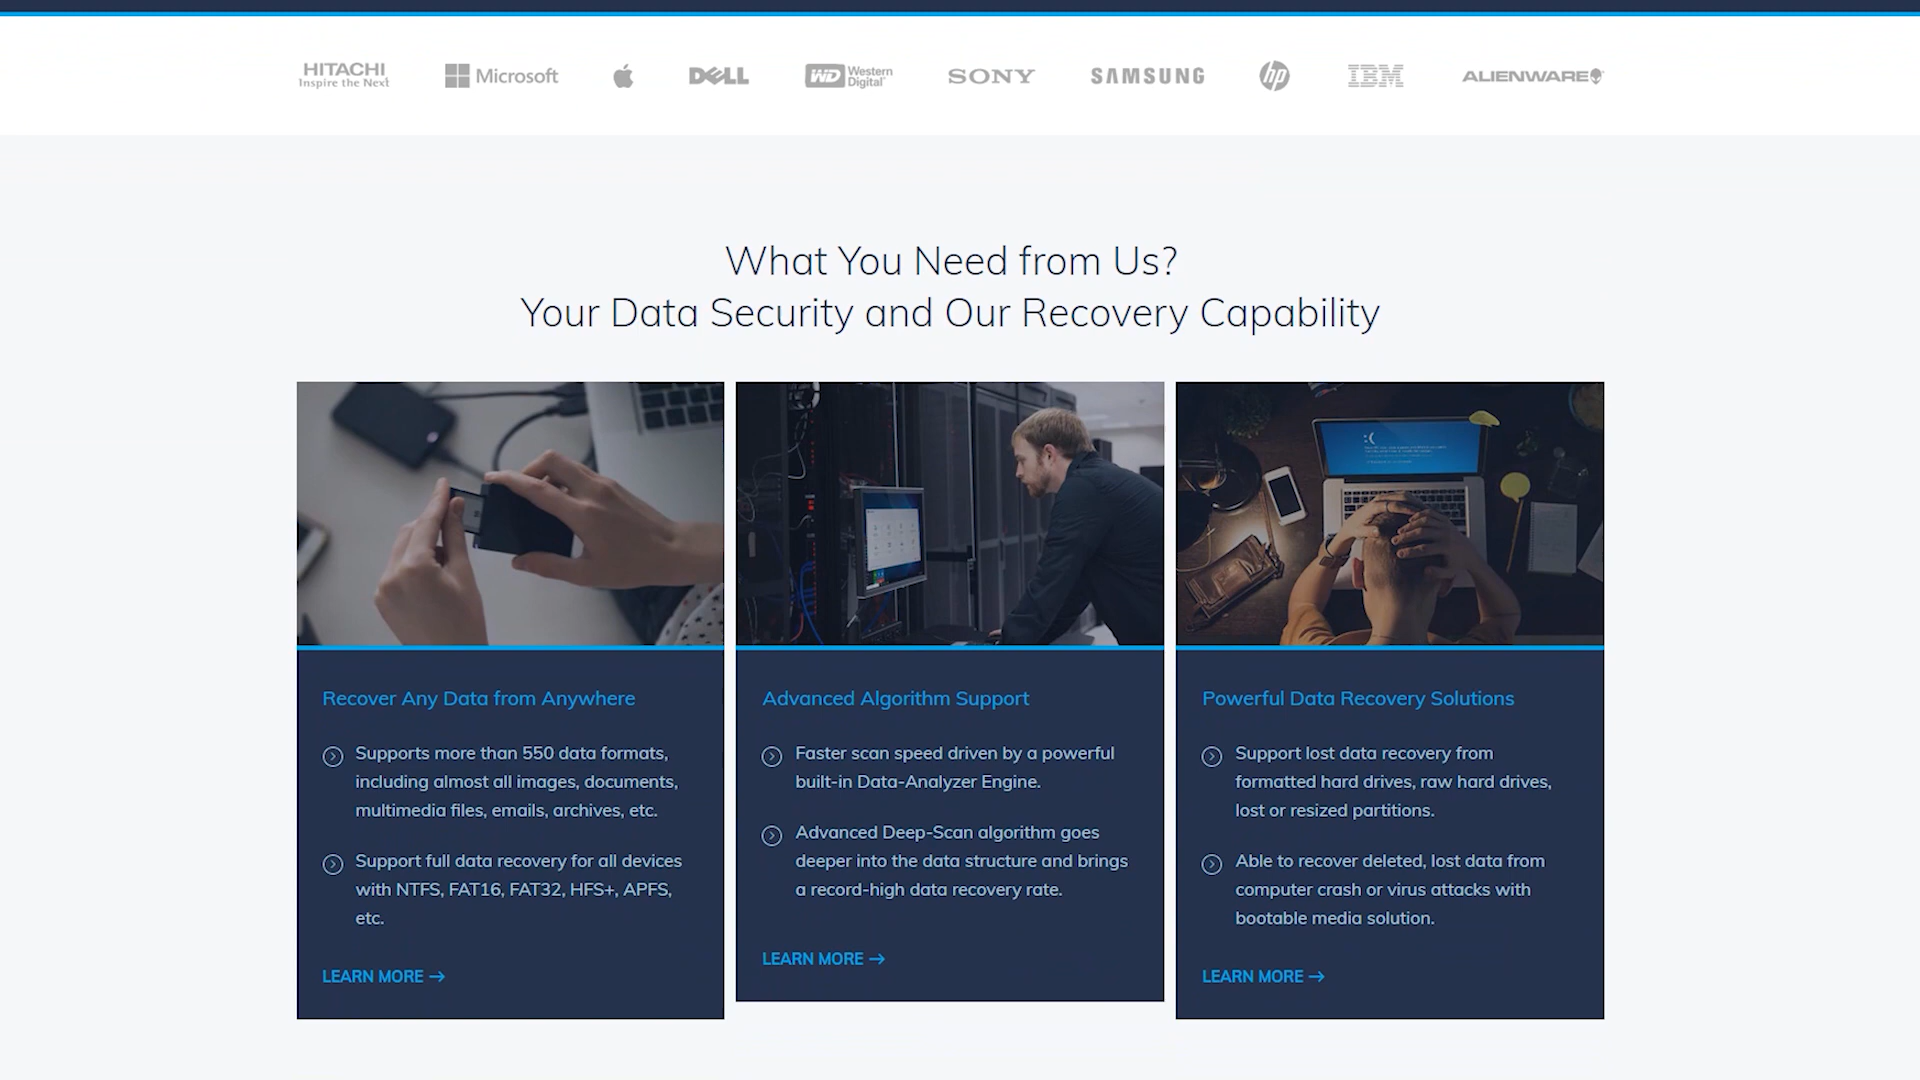 HITACHI
Inspire the Next
Microsoft
DELL
WD Western
Digital
SONY
SAMSUNG
hp
IBM
ALIENWARE
What You Need from Us?
Your Data Security and Our Recovery Capability
Recover Any Data from Anywhere
Supports more than 550 data formats,
including almost all images, documents,
multimedia files, emails, archives, etc.
Support full data recovery for all devices
with NTFS, FAT16, FAT32, HFS+, APFS,
etc.
LEARN MORE →
Advanced Algorithm Support
Faster scan speed driven by a powerful
built-in Data-Analyzer Engine.
Advanced Deep-Scan algorithm goes
deeper into the data structure and brings
a record-high data recovery rate.
LEARN MORE →
Powerful Data Recovery Solutions
Support lost data recovery from
formatted hard drives, raw hard drives,
lost or resized partitions.
Able to recover deleted, lost data from
computer crash or virus attacks with
bootable media solution.
LEARN MORE →